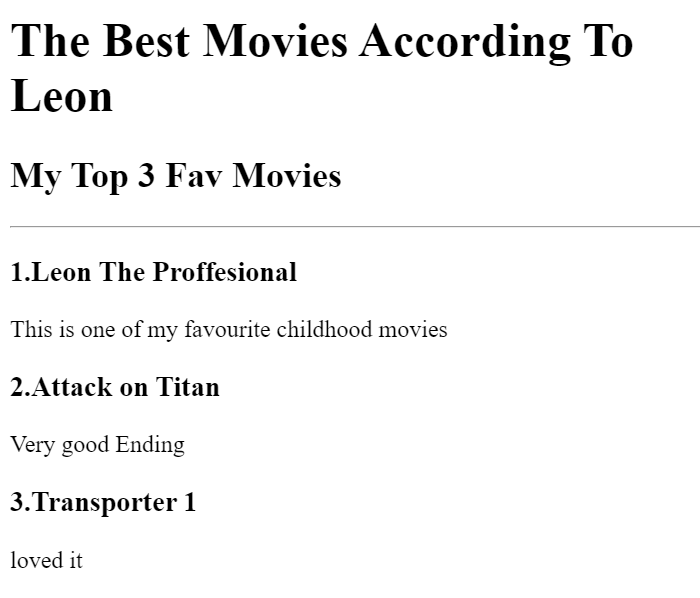 The Best Movies According To
Leon
My Top 3 Fav Movies
1.Leon The Proffesional
This is one of my favourite childhood movies
2.Attack on Titan
Very good Ending
3.Transporter 1
loved it